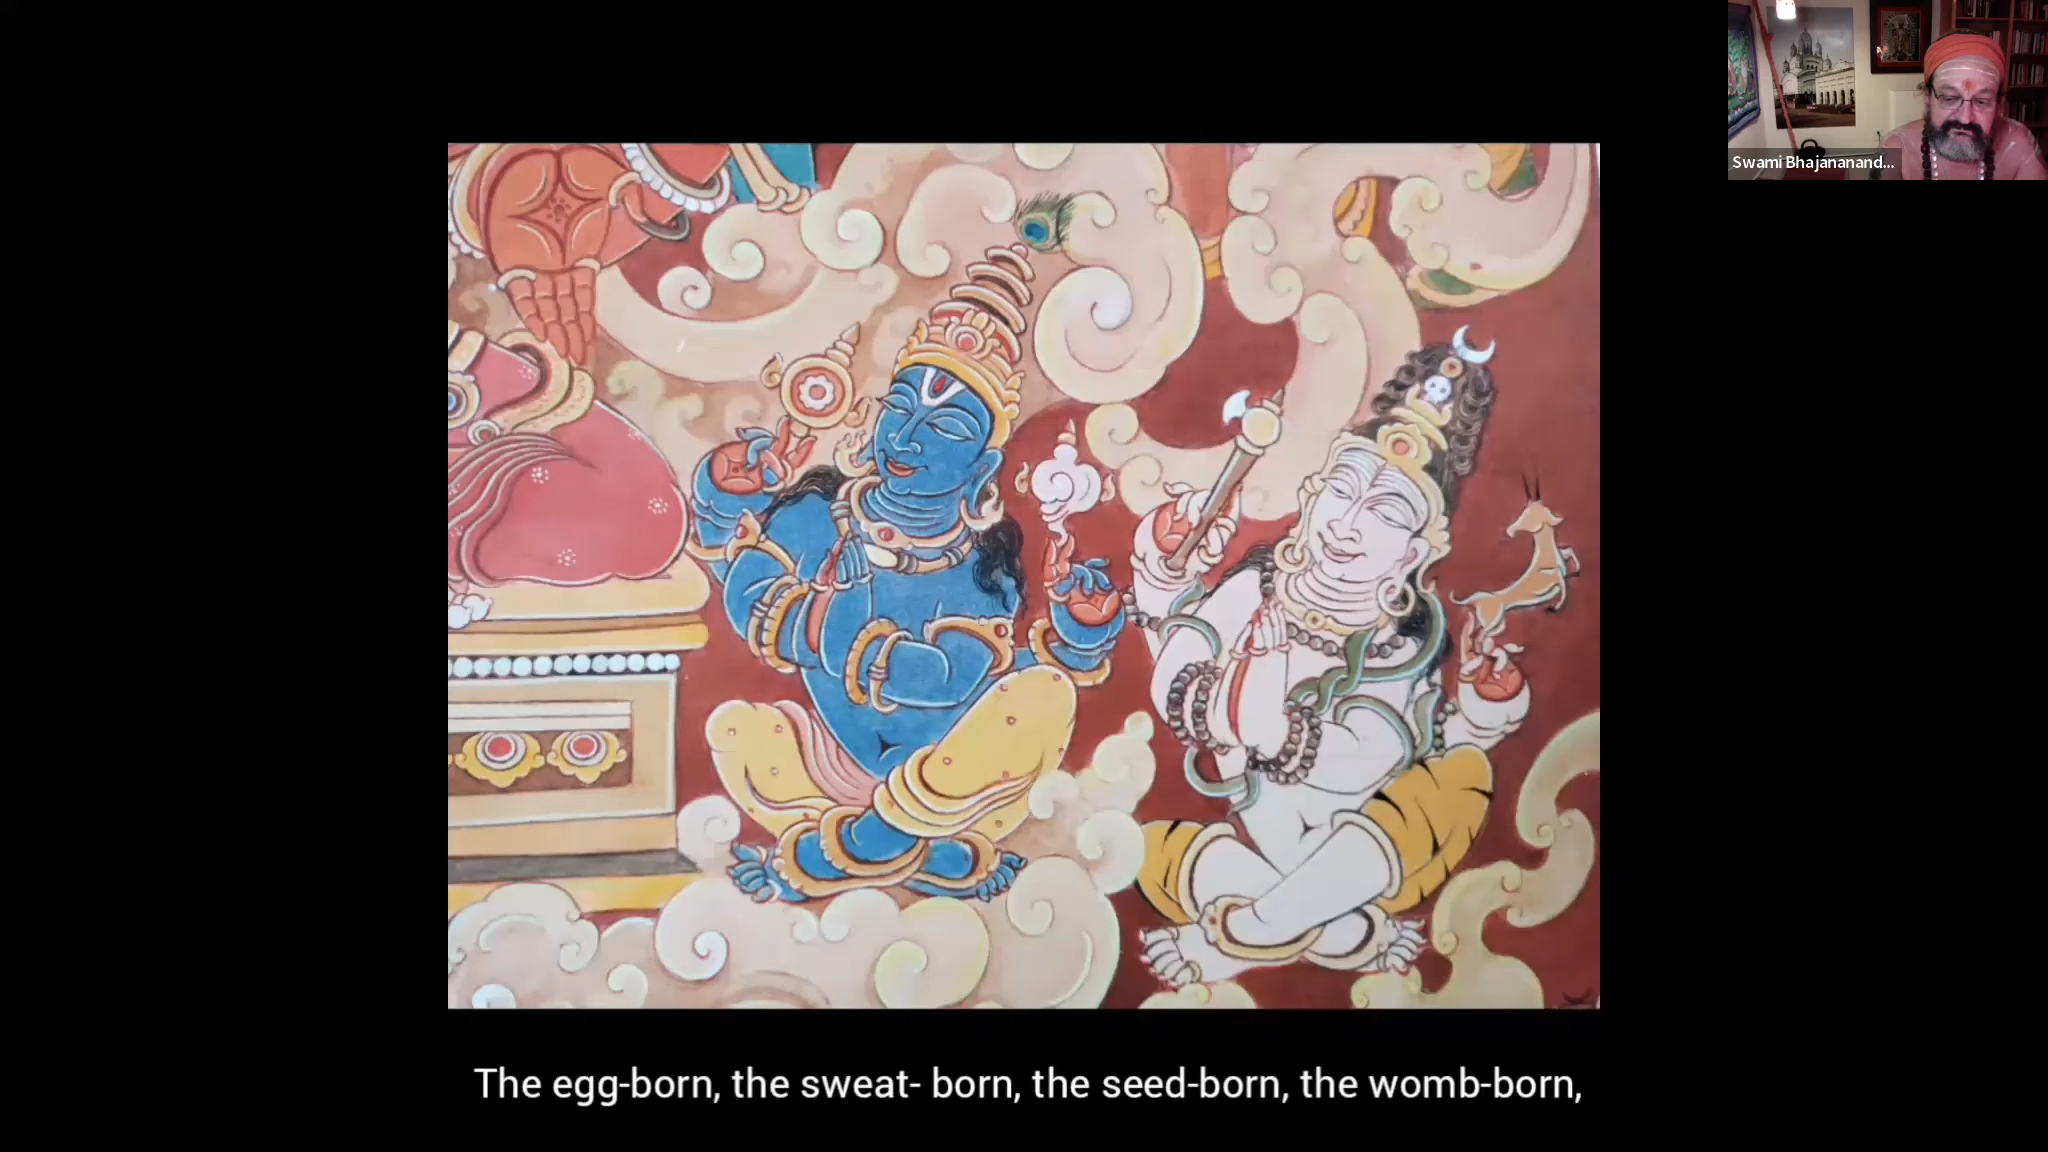 Swami Bhajananand...
The egg-born, the sweat- born, the seed-born, the womb-born,